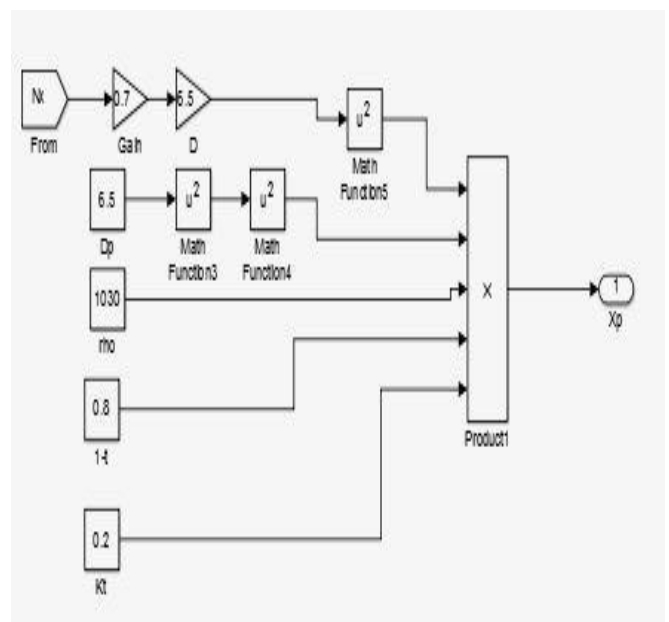 Nx
0.7
6.5
From
Gain
D
u²
Math
Function5
6.5
u²
u²
Dp
Math
Function3
Math
Function4
1030
rho
X
1
Xp
0.8
1-t
Product1
0.2
Kt